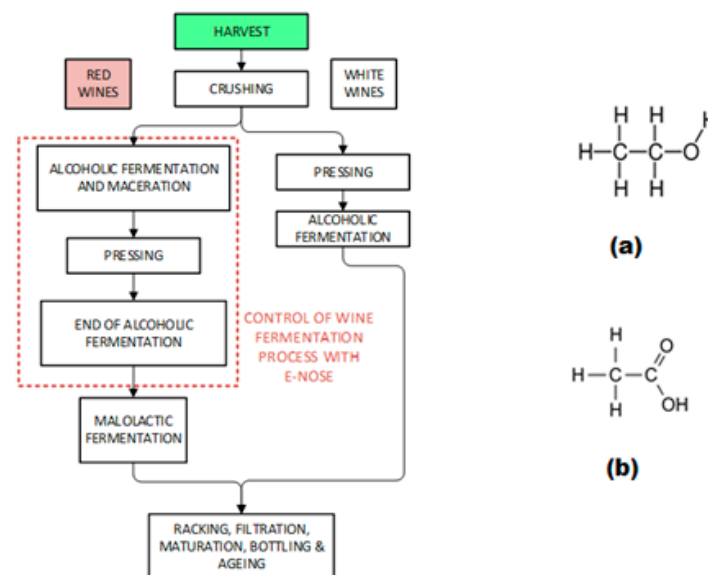 HARVEST
RED
WINES
CRUSHING
WHITE
WINES
ALCOHOLIC FERMENTATION
AND MACERATION
PRESSING
PRESSING
ALCOHOLIC
FERMENTATION
END OF ALCOHOLIC
FERMENTATION
CONTROL OF WINE
FERMENTATION
PROCESS WITH
E-NOSE
MALOLACTIC
FERMENTATION
RACKING, FILTRATION,
MATURATION, BOTTLING &
AGEING
H H H
H C C O
H H
(a)
H O
H C C
H OH
(b)